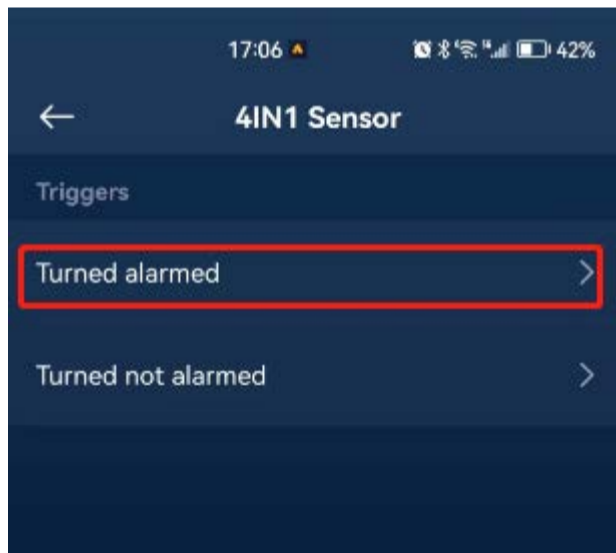 17:06 42%
4IN1 Sensor
Triggers
Turned alarmed
Turned not alarmed